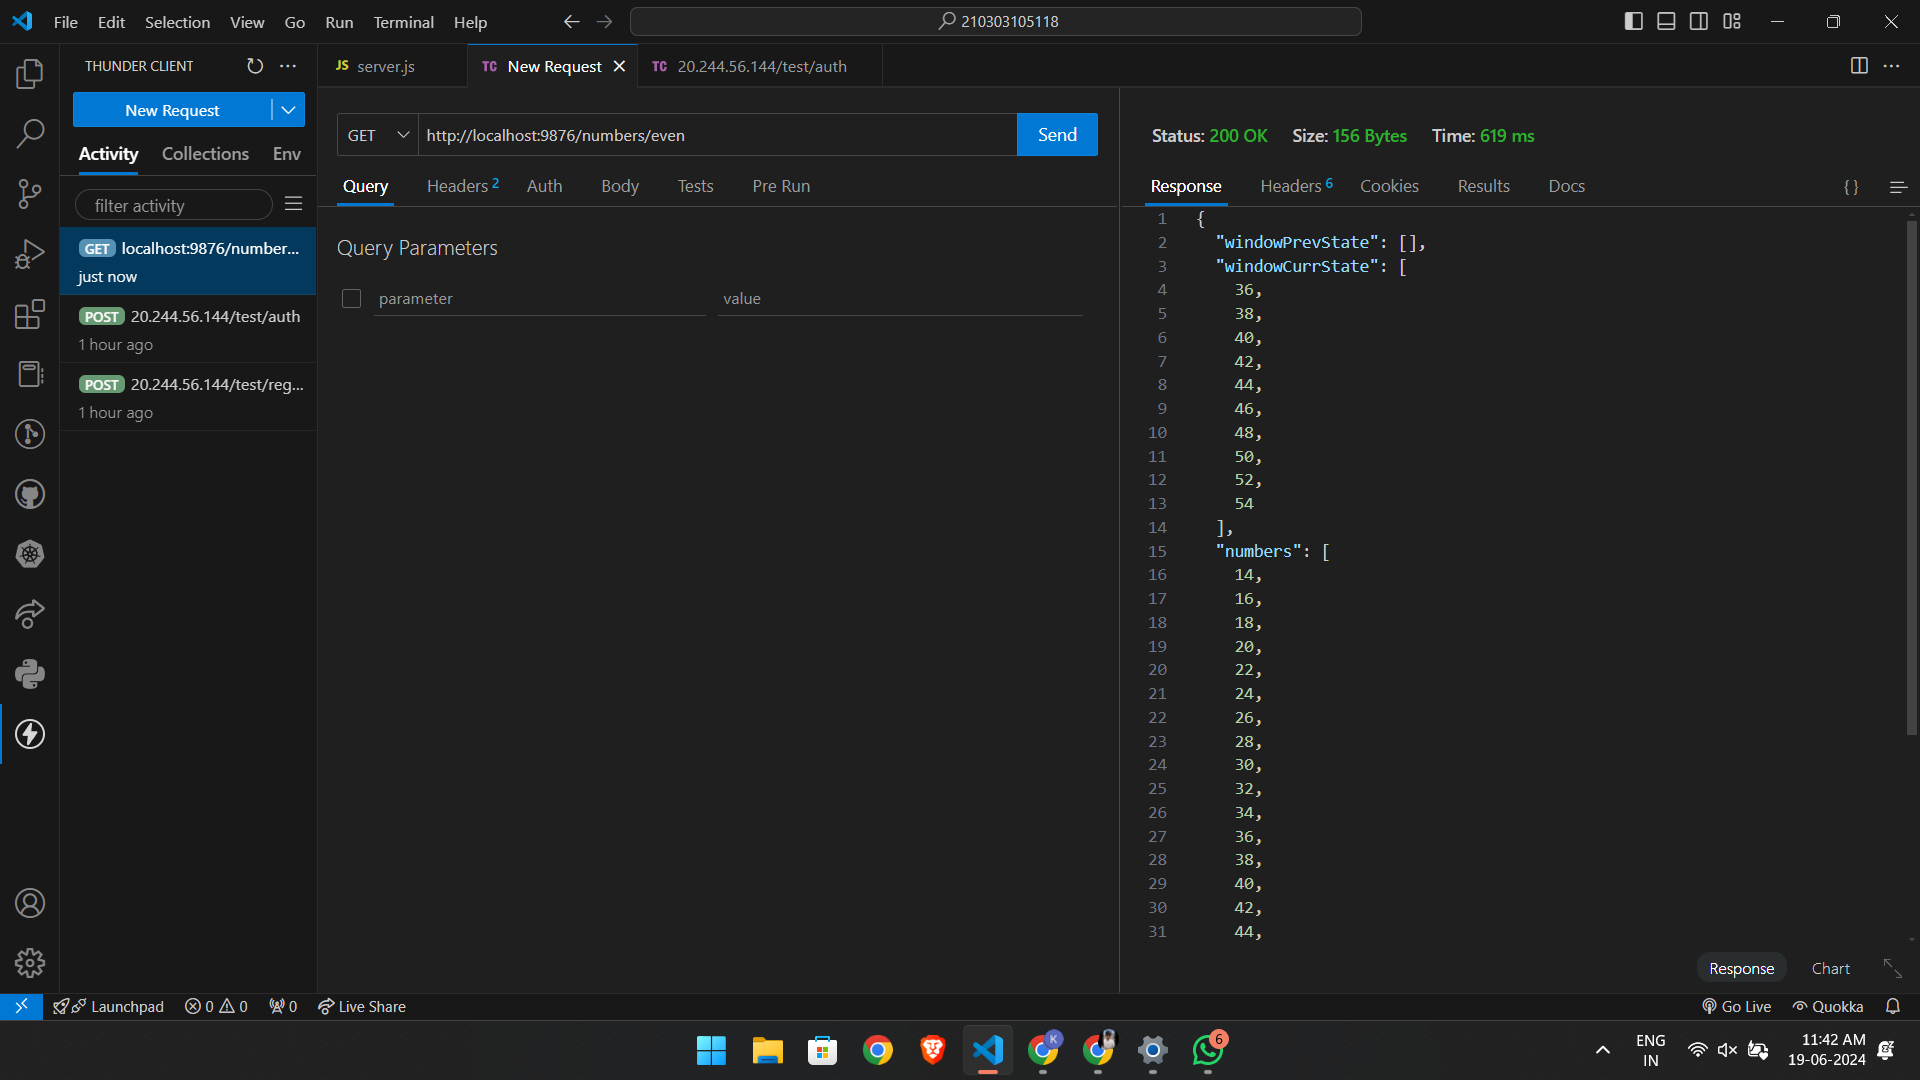 File Edit Selection View Go Run Terminal Help
210303105118
THUNDER CLIENT
New Request
Activity Collections Env
filter activity
GET localhost:9876/number...
just now
POST 20.244.56.144/test/auth
1 hour ago
POST 20.244.56.144/test/reg...
1 hour ago
JS server.js
TC New Request
TC 20.244.56.144/test/auth
GET http://localhost:9876/numbers/even Send
Query Headers 2 Auth Body Tests Pre Run
Query Parameters
parameter value
Status: 200 OK Size: 156 Bytes Time: 619 ms
Response Headers 6 Cookies Results Docs
{ }
1 {
2 "windowPrevState": [],
3 "windowCurrState": [
4 36,
5 38,
6 40,
7 42,
8 44,
9 46,
10 48,
11 50,
12 52,
13 54
14 ],
15 "numbers": [
16 14,
17 16,
18 18,
19 20,
20 22,
21 24,
22 26,
23 28,
24 30,
25 32,
26 34,
27 36,
28 38,
29 40,
30 42,
31 44,
Response Chart
Launchpad 0 0 0 Live Share
Go Live Quokka
K
6
ENG
IN
11:42 AM
19-06-2024